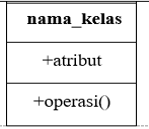 nama_kelas
+atribut
+operasi()